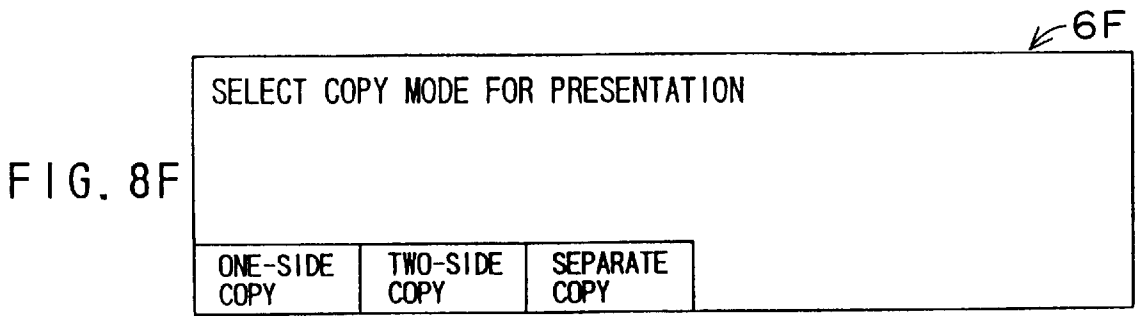 6F
SELECT COPY MODE FOR PRESENTATION
FIG. 8F
ONE-SIDE
COPY
TWO-SIDE
COPY
SEPARATE
COPY